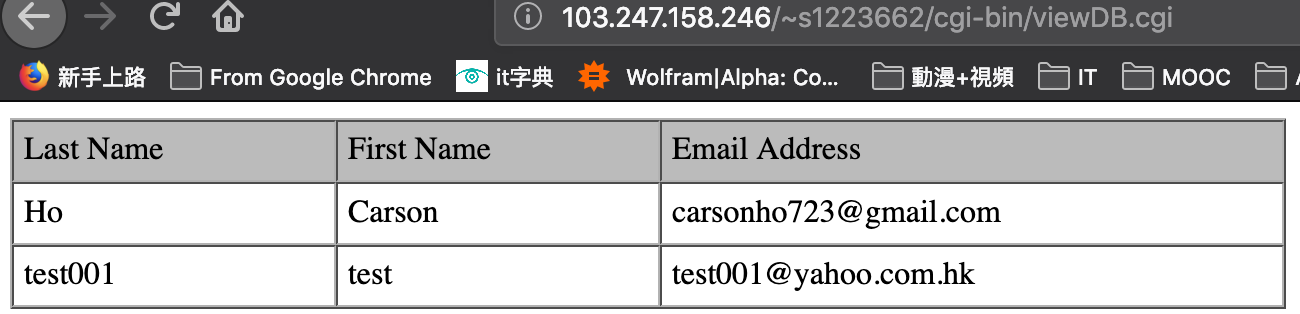 103.247.158.246/~s1223662/cgi-bin/viewDB.cgi
新手上路 From Google Chrome it字典 Wolfram|Alpha: Co... 動漫+視頻 IT MOOC
Last Name First Name Email Address
Ho Carson carsonho723@gmail.com
test001 test test001@yahoo.com.hk